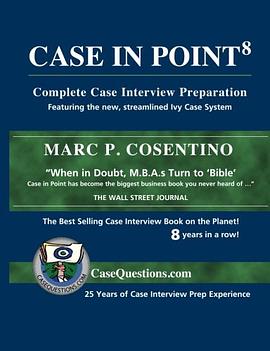 CASE IN POINT⁸
Complete Case Interview Preparation
Featuring the new, streamlined Ivy Case System
MARC P. COSENTINO
“When in Doubt, M.B.A.s Turn to ‘Bible’
Case in Point has become the biggest business book you never heard of ...”
THE WALL STREET JOURNAL
The Best Selling Case Interview Book on the Planet!
8 years in a row!
CASEQUESTIONS.COM
CaseQuestions.com
25 Years of Case Interview Prep Experience